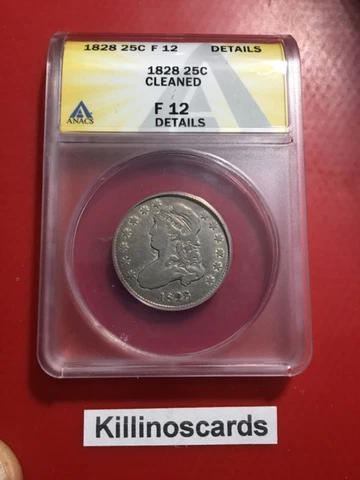 1828 25C F 12 DETAILS
1828 25C
CLEANED
F 12
DETAILS
ANACS
1828
Killinoscards